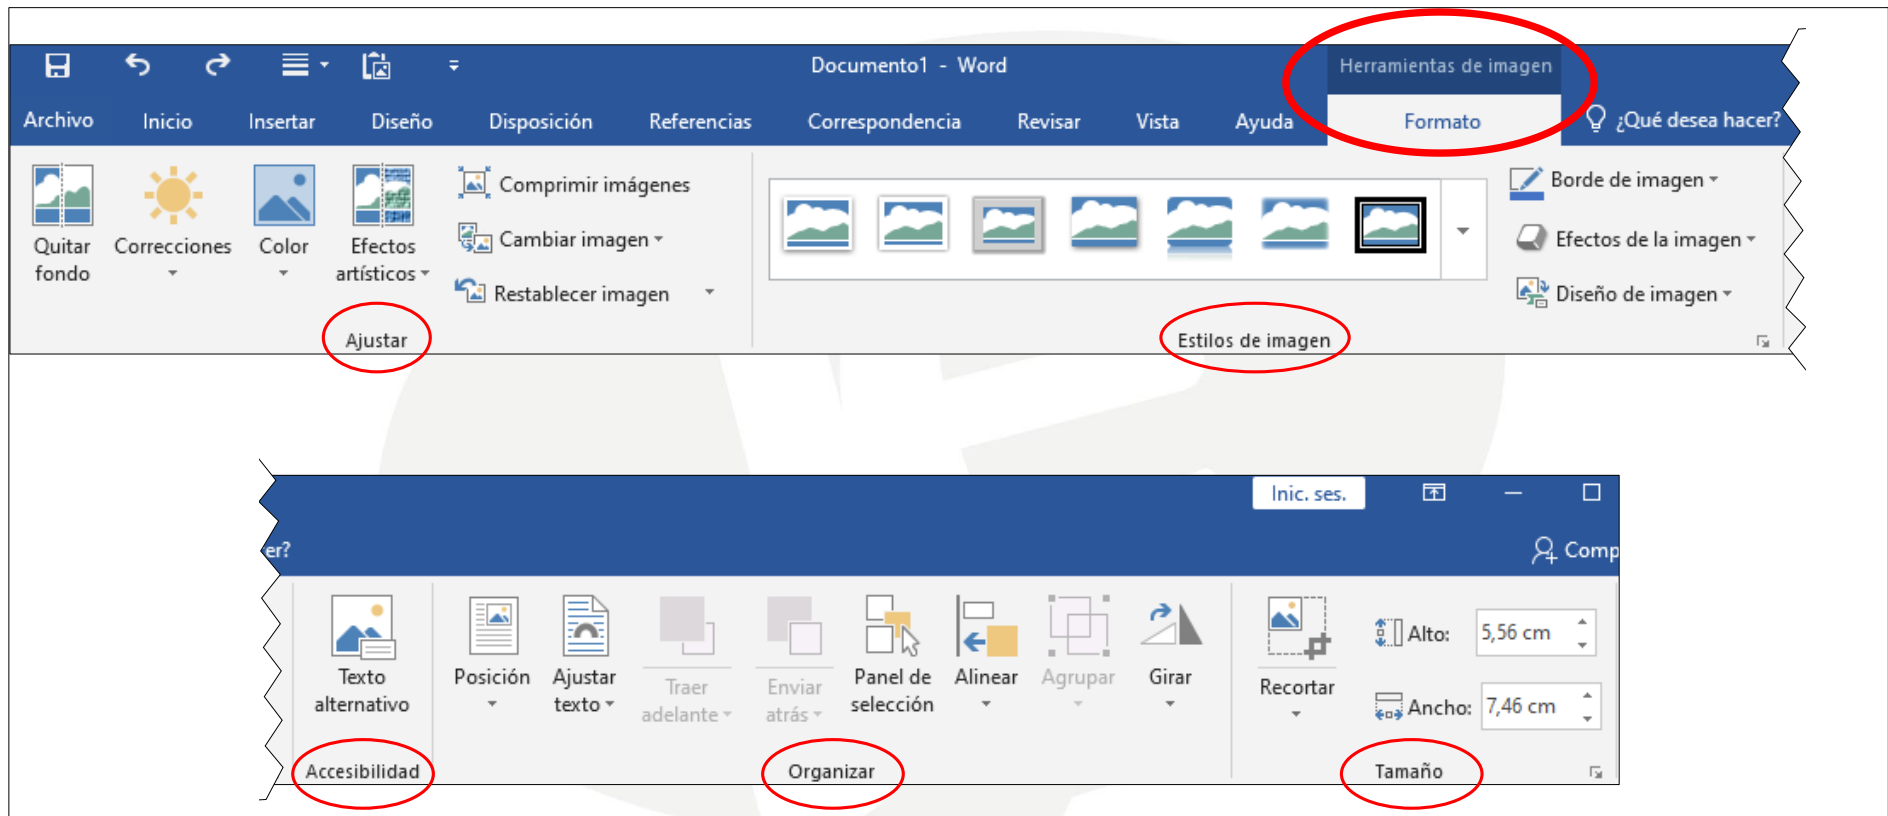 Documento1 - Word
Herramientas de imagen
Archivo Inicio Insertar Diseño Disposición Referencias Correspondencia Revisar Vista Ayuda Formato ¿Qué desea hacer?
Quitar fondo
Correcciones
Color
Efectos artísticos
Comprimir imágenes
Cambiar imagen
Restablecer imagen
Borde de imagen
Efectos de la imagen
Diseño de imagen
Ajustar
Estilos de imagen
Inic. ses.
er?
Comp
Texto alternativo
Posición
Ajustar texto
Traer adelante
Enviar atrás
Panel de selección
Alinear
Agrupar
Girar
Recortar
Alto: 5,56 cm
Ancho: 7,46 cm
Accesibilidad
Organizar
Tamaño